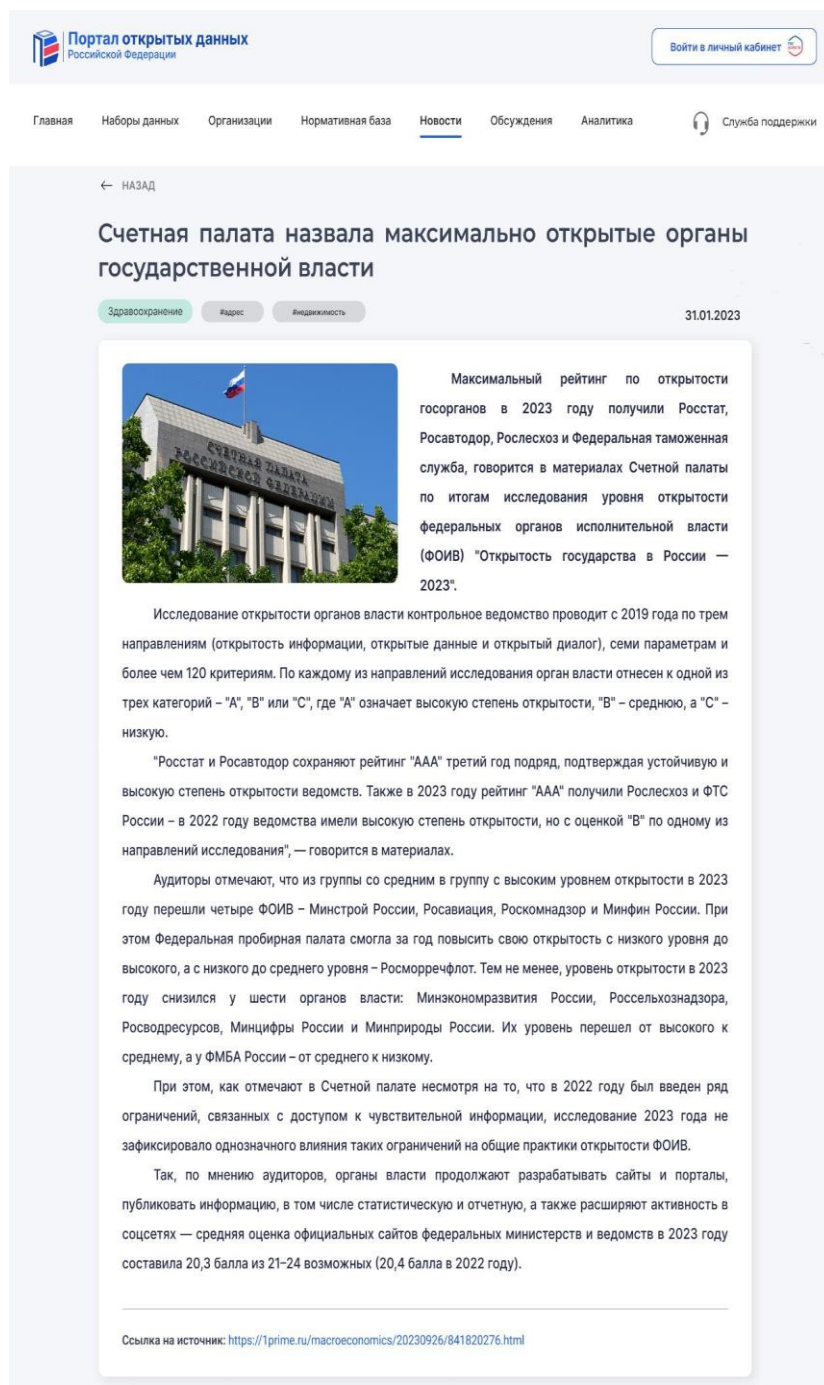 Портал открытых данных
Российской Федерации
Войти в личный кабинет
Главная Наборы данных Организации Нормативная база Новости Обсуждения Аналитика Служба поддержки
← НАЗАД
Счетная палата назвала максимально открытые органы
государственной власти
Здравоохранение #адрес #недвижимость
31.01.2023
СЧЕТНАЯ ПАЛАТА
РОССИЙСКОЙ ФЕДЕРАЦИИ
Максимальный рейтинг по открытости
госорганов в 2023 году получили Росстат,
Росавтодор, Рослесхоз и Федеральная таможенная
служба, говорится в материалах Счетной палаты
по итогам исследования уровня открытости
федеральных органов исполнительной власти
(ФОИВ) "Открытость государства в России —
2023".
Исследование открытости органов власти контрольное ведомство проводит с 2019 года по трем
направлениям (открытость информации, открытые данные и открытый диалог), семи параметрам и
более чем 120 критериям. По каждому из направлений исследования орган власти отнесен к одной из
трех категорий – "А", "В" или "С", где "А" означает высокую степень открытости, "В" – среднюю, а "С" –
низкую.
"Росстат и Росавтодор сохраняют рейтинг "ААА" третий год подряд, подтверждая устойчивую и
высокую степень открытости ведомств. Также в 2023 году рейтинг "ААА" получили Рослесхоз и ФТС
России – в 2022 году ведомства имели высокую степень открытости, но с оценкой "В" по одному из
направлений исследования", — говорится в материалах.
Аудиторы отмечают, что из группы со средним в группу с высоким уровнем открытости в 2023
году перешли четыре ФОИВ – Минстрой России, Росавиация, Роскомнадзор и Минфин России. При
этом Федеральная пробирная палата смогла за год повысить свою открытость с низкого уровня до
высокого, а с низкого до среднего уровня – Росморречфлот. Тем не менее, уровень открытости в 2023
году снизился у шести органов власти: Минэкономразвития России, Россельхознадзора,
Росводресурсов, Минцифры России и Минприроды России. Их уровень перешел от высокого к
среднему, а у ФМБА России – от среднего к низкому.
При этом, как отмечают в Счетной палате несмотря на то, что в 2022 году был введен ряд
ограничений, связанных с доступом к чувствительной информации, исследование 2023 года не
зафиксировало однозначного влияния таких ограничений на общие практики открытости ФОИВ.
Так, по мнению аудиторов, органы власти продолжают разрабатывать сайты и порталы,
публиковать информацию, в том числе статистическую и отчетную, а также расширяют активность в
соцсетях — средняя оценка официальных сайтов федеральных министерств и ведомств в 2023 году
составила 20,3 балла из 21–24 возможных (20,4 балла в 2022 году).
Ссылка на источник: https://1prime.ru/macroeconomics/20230926/841820276.html